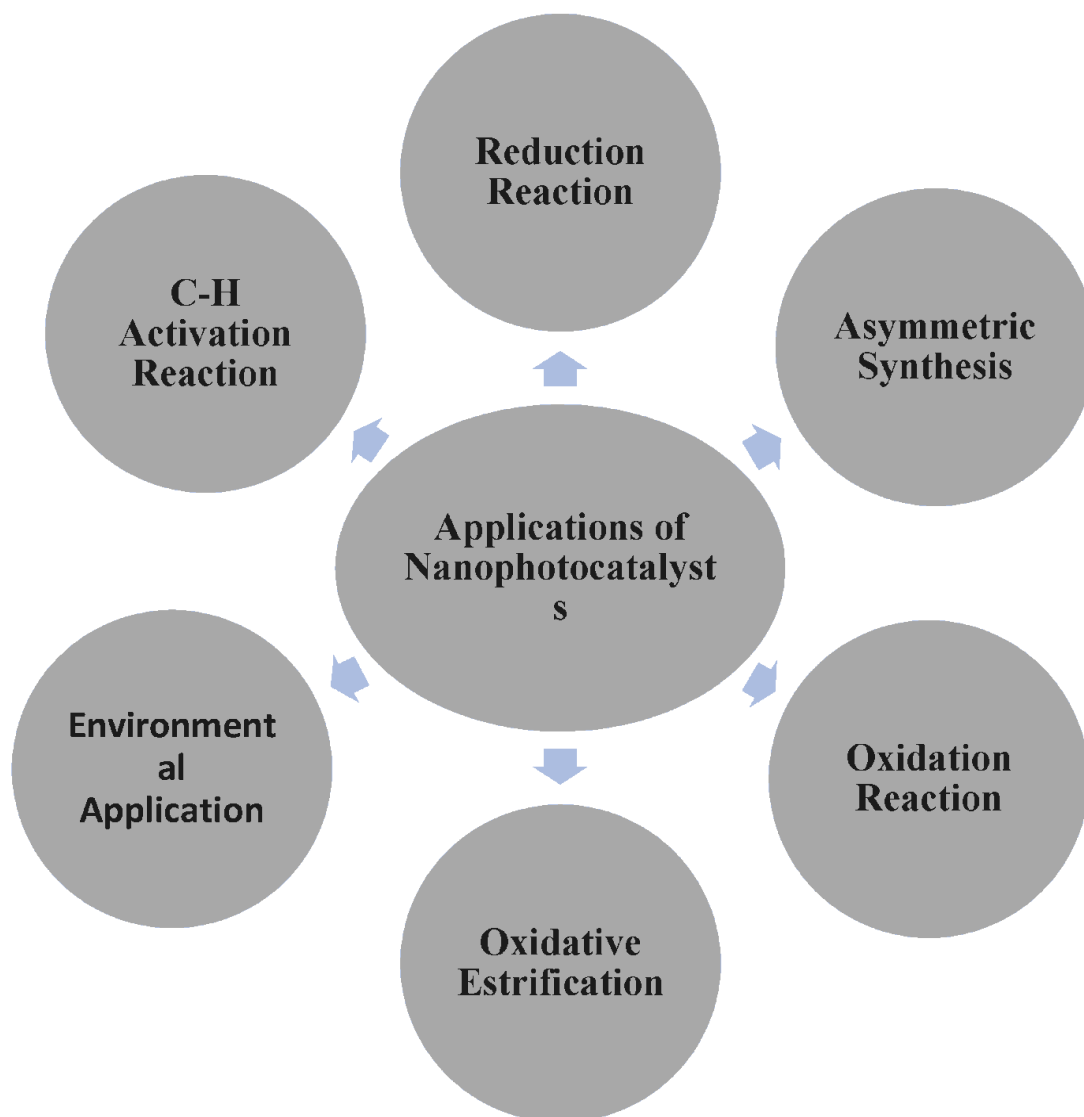 Reduction
Reaction
C-H
Activation
Reaction
Asymmetric
Synthesis
Applications of
Nanophotocatalyst
s
Environment
al
Application
Oxidation
Reaction
Oxidative
Estrification